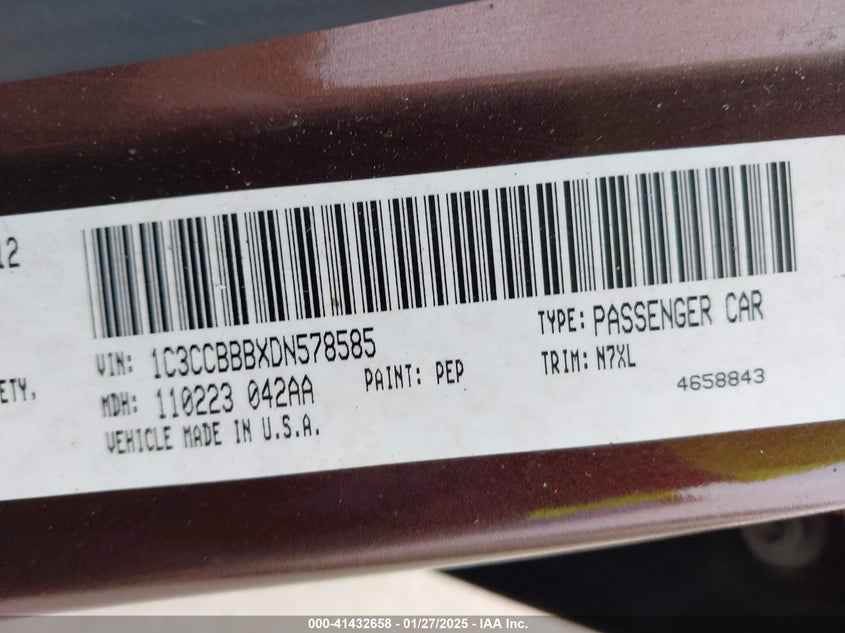 12
ETY,
VIN: 1C3CCBBBXDN578585
TYPE: PASSENGER CAR
MDH: 110223 042AA
PAINT: PEP
TRIM: N7XL
VEHICLE MADE IN U.S.A.
4658843
000-41432658 | 01/27/2025 | IAA Inc.